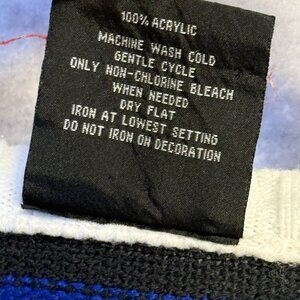 100% ACRYLIC
MACHINE WASH COLD
GENTLE CYCLE
ONLY NON-CHLORINE BLEACH
WHEN NEEDED
DRY FLAT
IRON AT LOWEST SETTING
DO NOT IRON ON DECORATION